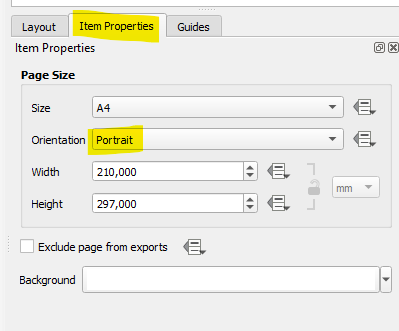 Layout Item Properties Guides
Item Properties
Page Size
Size A4
Orientation Portrait
Width 210,000
mm
Height 297,000
Exclude page from exports
Background